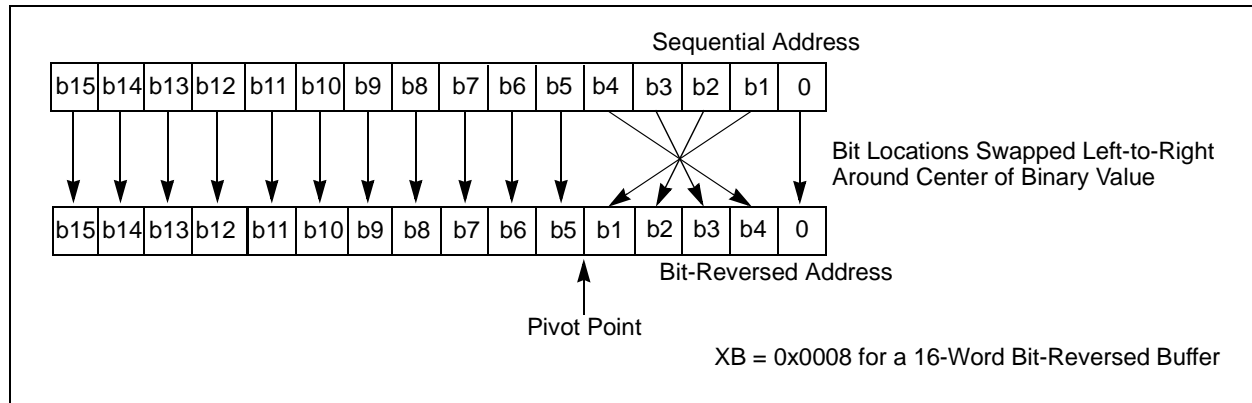 Sequential Address
b15 b14 b13 b12 b11 b10 b9 b8 b7 b6 b5 b4 b3 b2 b1 0
Bit Locations Swapped Left-to-Right
Around Center of Binary Value
b15 b14 b13 b12 b11 b10 b9 b8 b7 b6 b5 b1 b2 b3 b4 0
Bit-Reversed Address
Pivot Point
XB = 0x0008 for a 16-Word Bit-Reversed Buffer